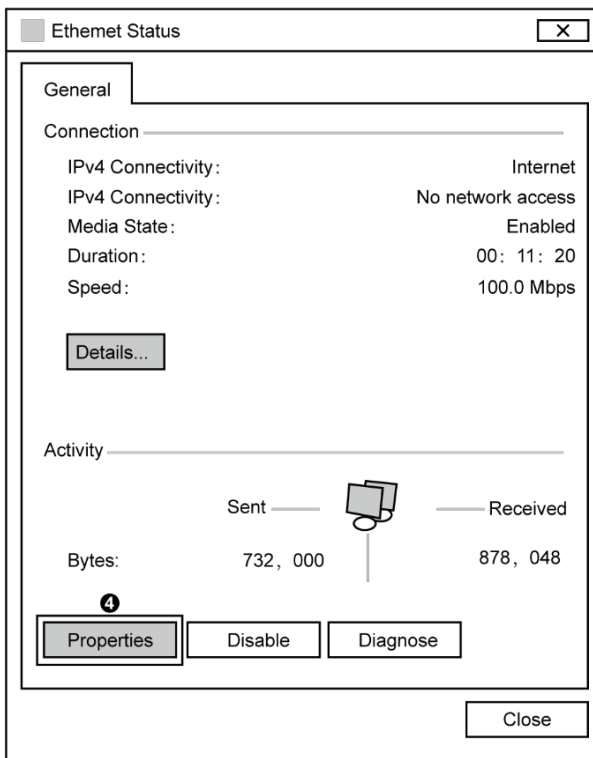 Ethemet Status
General
Connection
IPv4 Connectivity: Internet
IPv4 Connectivity: No network access
Media State: Enabled
Duration: 00: 11: 20
Speed: 100.0 Mbps
Details...
Activity
Sent Received
Bytes: 732, 000 878, 048
❹
Properties Disable Diagnose
Close